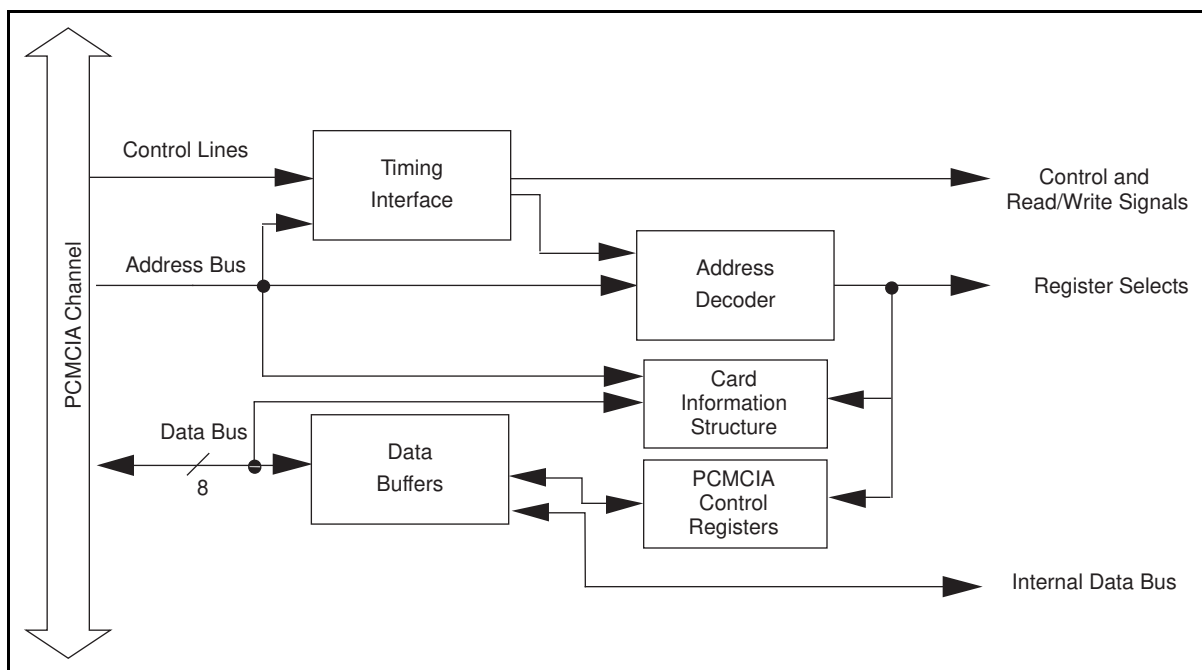 PCMCIA Channel
Control Lines
Timing
Interface
Control and
Read/Write Signals
Address Bus
Address
Decoder
Register Selects
Card
Information
Structure
Data Bus
8
Data
Buffers
PCMCIA
Control
Registers
Internal Data Bus